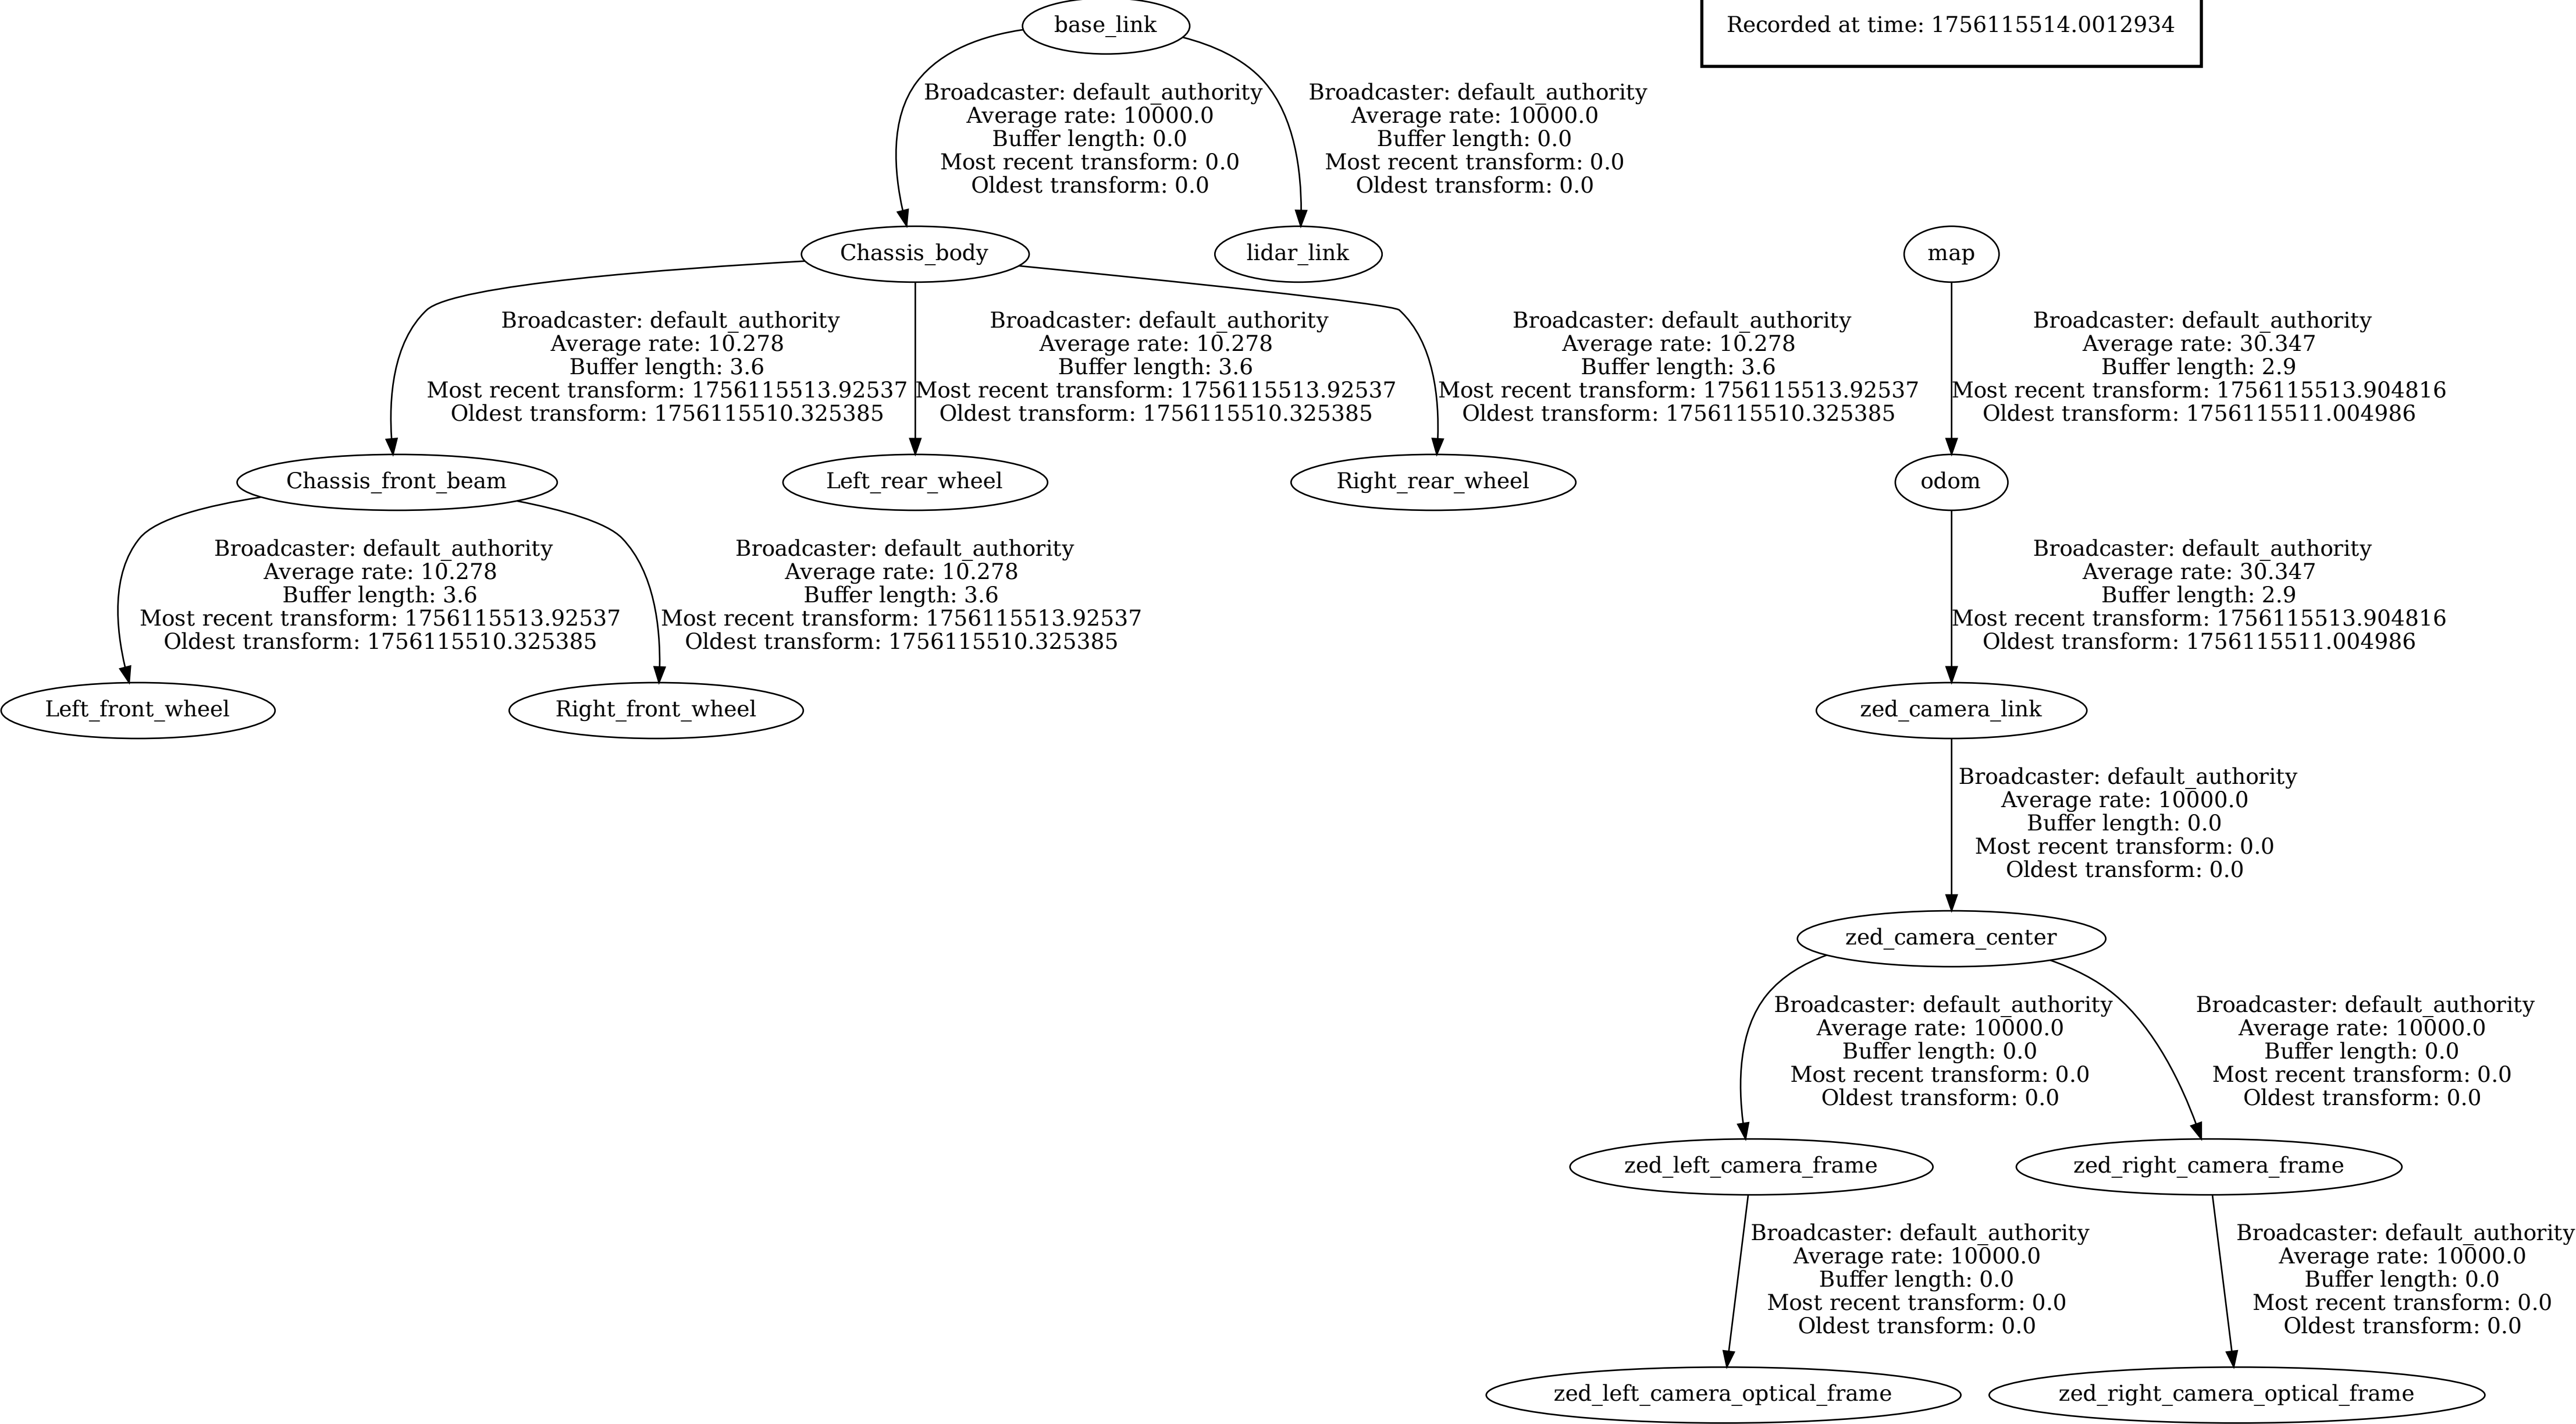 base_link
Recorded at time: 1756115514.0012934
Broadcaster: default_authority
Average rate: 10000.0
Buffer length: 0.0
Most recent transform: 0.0
Oldest transform: 0.0
Broadcaster: default_authority
Average rate: 10000.0
Buffer length: 0.0
Most recent transform: 0.0
Oldest transform: 0.0
Chassis_body
lidar_link
map
Broadcaster: default_authority
Average rate: 10.278
Buffer length: 3.6
Most recent transform: 1756115513.92537
Oldest transform: 1756115510.325385
Broadcaster: default_authority
Average rate: 10.278
Buffer length: 3.6
Most recent transform: 1756115513.92537
Oldest transform: 1756115510.325385
Broadcaster: default_authority
Average rate: 10.278
Buffer length: 3.6
Most recent transform: 1756115513.92537
Oldest transform: 1756115510.325385
Broadcaster: default_authority
Average rate: 30.347
Buffer length: 2.9
Most recent transform: 1756115513.904816
Oldest transform: 1756115511.004986
Chassis_front_beam
Left_rear_wheel
Right_rear_wheel
odom
Broadcaster: default_authority
Average rate: 10.278
Buffer length: 3.6
Most recent transform: 1756115513.92537
Oldest transform: 1756115510.325385
Broadcaster: default_authority
Average rate: 10.278
Buffer length: 3.6
Most recent transform: 1756115513.92537
Oldest transform: 1756115510.325385
Broadcaster: default_authority
Average rate: 30.347
Buffer length: 2.9
Most recent transform: 1756115513.904816
Oldest transform: 1756115511.004986
Left_front_wheel
Right_front_wheel
zed_camera_link
Broadcaster: default_authority
Average rate: 10000.0
Buffer length: 0.0
Most recent transform: 0.0
Oldest transform: 0.0
zed_camera_center
Broadcaster: default_authority
Average rate: 10000.0
Buffer length: 0.0
Most recent transform: 0.0
Oldest transform: 0.0
Broadcaster: default_authority
Average rate: 10000.0
Buffer length: 0.0
Most recent transform: 0.0
Oldest transform: 0.0
zed_left_camera_frame
zed_right_camera_frame
Broadcaster: default_authority
Average rate: 10000.0
Buffer length: 0.0
Most recent transform: 0.0
Oldest transform: 0.0
Broadcaster: default_authority
Average rate: 10000.0
Buffer length: 0.0
Most recent transform: 0.0
Oldest transform: 0.0
zed_left_camera_optical_frame
zed_right_camera_optical_frame